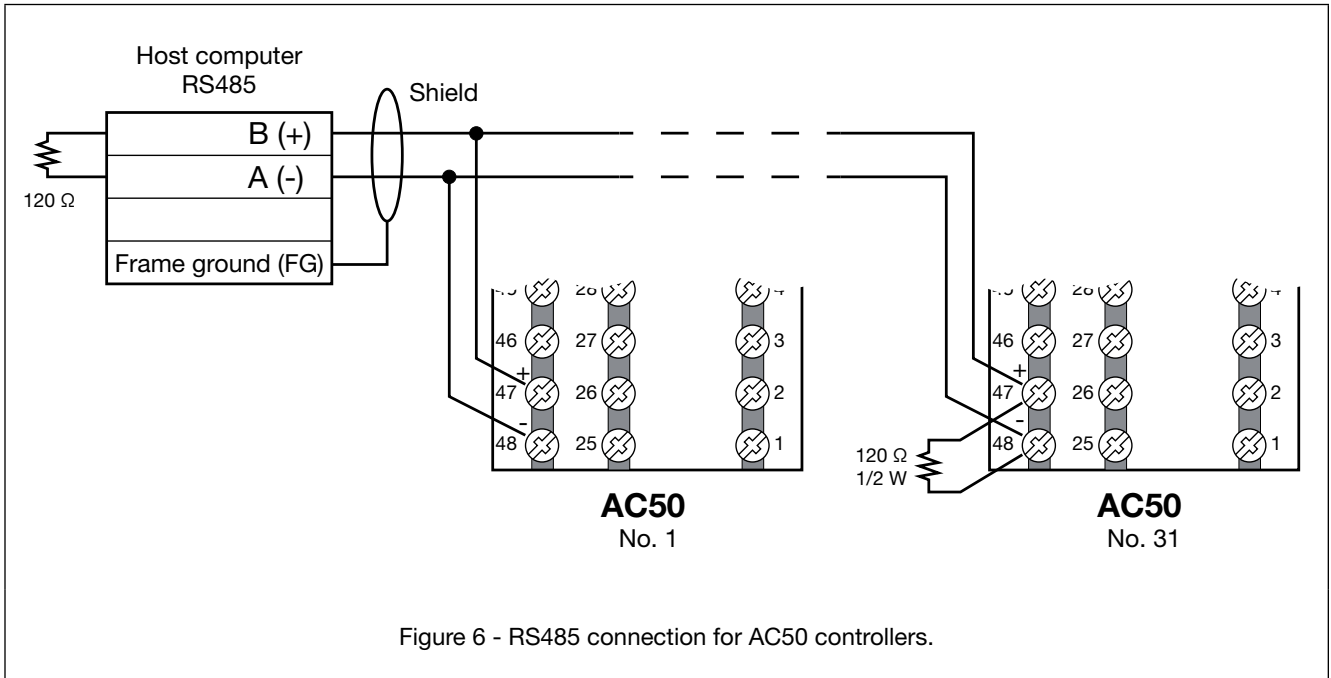 Host computer
RS485
Shield
B (+)
A (-)
120 Ω
Frame ground (FG)
28
4
46
27
3
+
47
26
2
-
48
25
1
AC50
No. 1
28
4
46
27
3
+
47
26
2
-
48
25
1
120 Ω
1/2 W
AC50
No. 31
Figure 6 - RS485 connection for AC50 controllers.